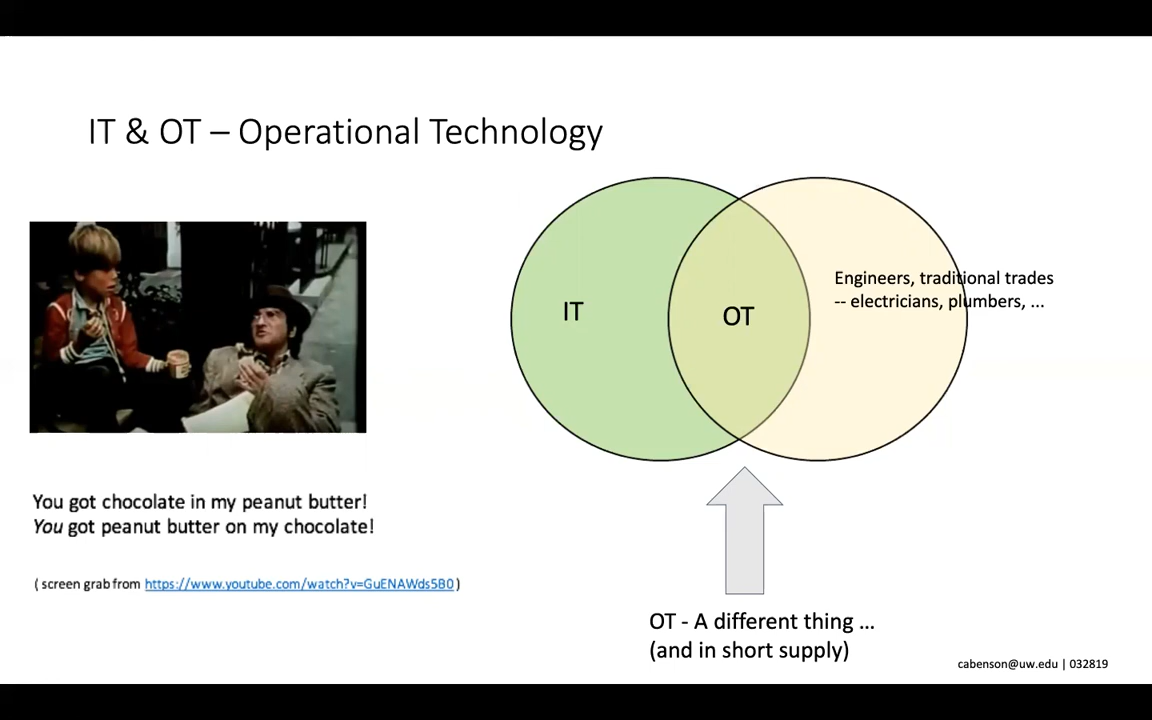 IT & OT – Operational Technology
IT
OT
Engineers, traditional trades
-- electricians, plumbers, ...
You got chocolate in my peanut butter!
You got peanut butter on my chocolate!
( screen grab from https://www.youtube.com/watch?v=GuENAWds5B0 )
OT - A different thing ...
(and in short supply)
cabenson@uw.edu | 032819